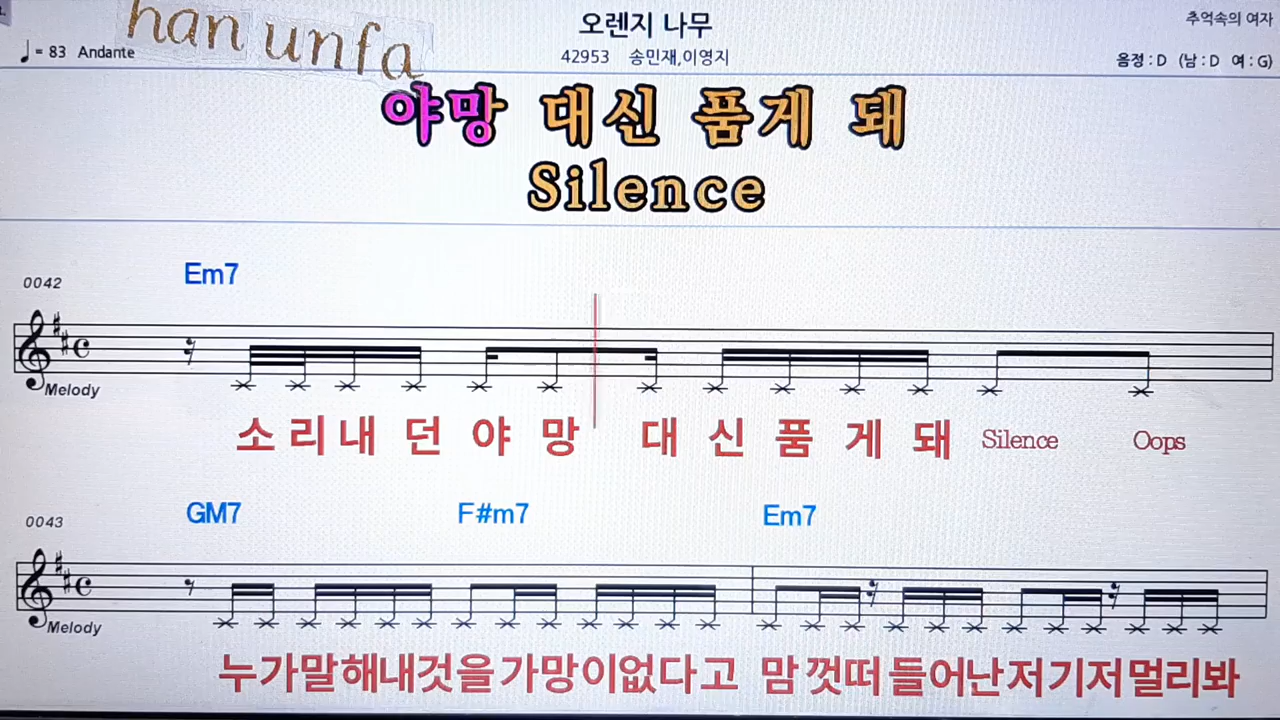 han unfa
오렌지 나무
추억속의 여자
♩= 83 Andante
42953 송민재,이영지
음정 : D (남 : D 여 : G)
야망 대신 품게 돼
Silence
0042
Em7
Melody
소 리 내 던 야 망 대 신 품 게 돼 Silence Oops
0043
GM7 F#m7 Em7
Melody
누가말해내것을가망이없다고 맘껏떠들어난저기저멀리봐